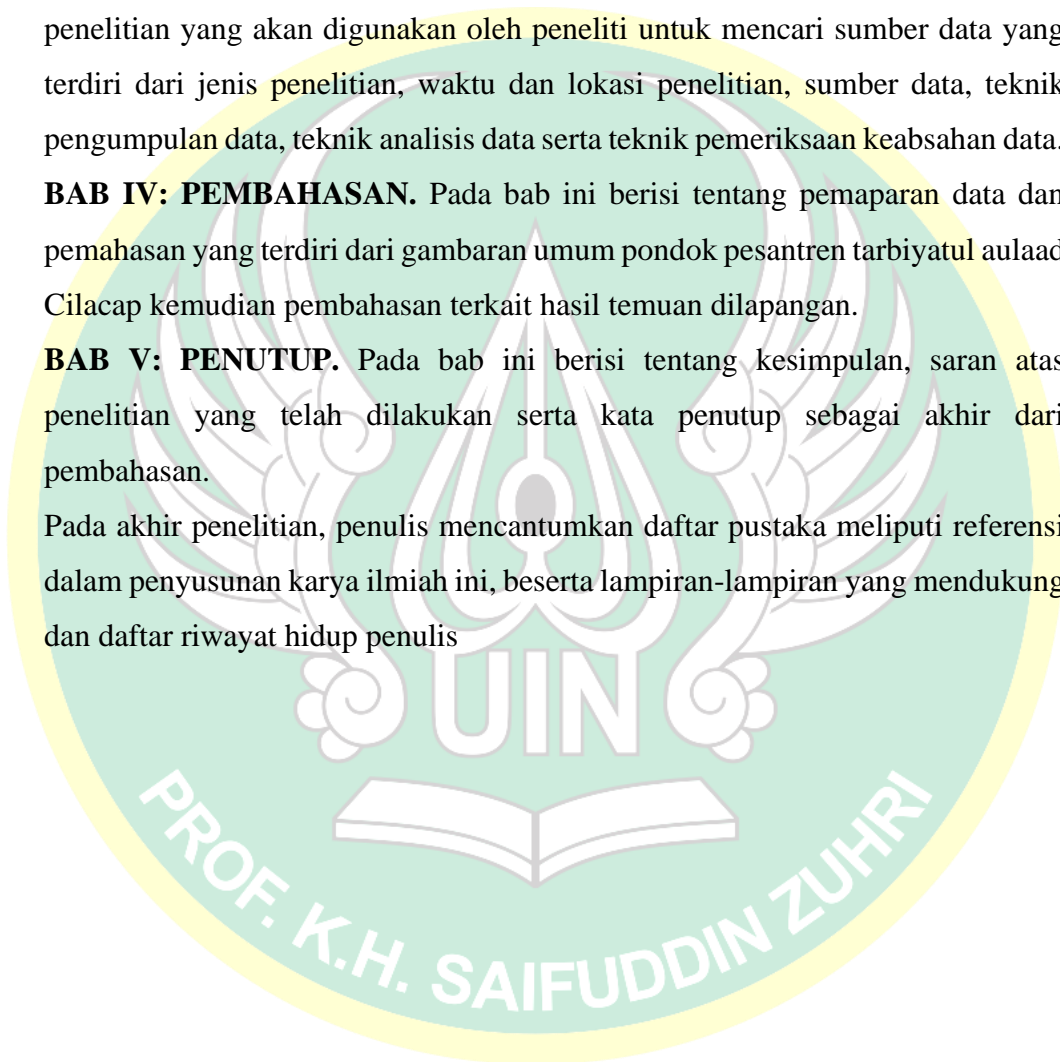 penelitian yang akan digunakan oleh peneliti untuk mencari sumber data yang
terdiri dari jenis penelitian, waktu dan lokasi penelitian, sumber data, teknik
pengumpulan data, teknik analisis data serta teknik pemeriksaan keabsahan data.
BAB IV: PEMBAHASAN. Pada bab ini berisi tentang pemaparan data dan
pemahasan yang terdiri dari gambaran umum pondok pesantren tarbiyatul aulaad
Cilacap kemudian pembahasan terkait hasil temuan dilapangan.
BAB V: PENUTUP. Pada bab ini berisi tentang kesimpulan, saran atas
penelitian yang telah dilakukan serta kata penutup sebagai akhir dari
pembahasan.
Pada akhir penelitian, penulis mencantumkan daftar pustaka meliputi referensi
dalam penyusunan karya ilmiah ini, beserta lampiran-lampiran yang mendukung
dan daftar riwayat hidup penulis
UIN
PROF. K.H. SAIFUDDIN ZUHRI